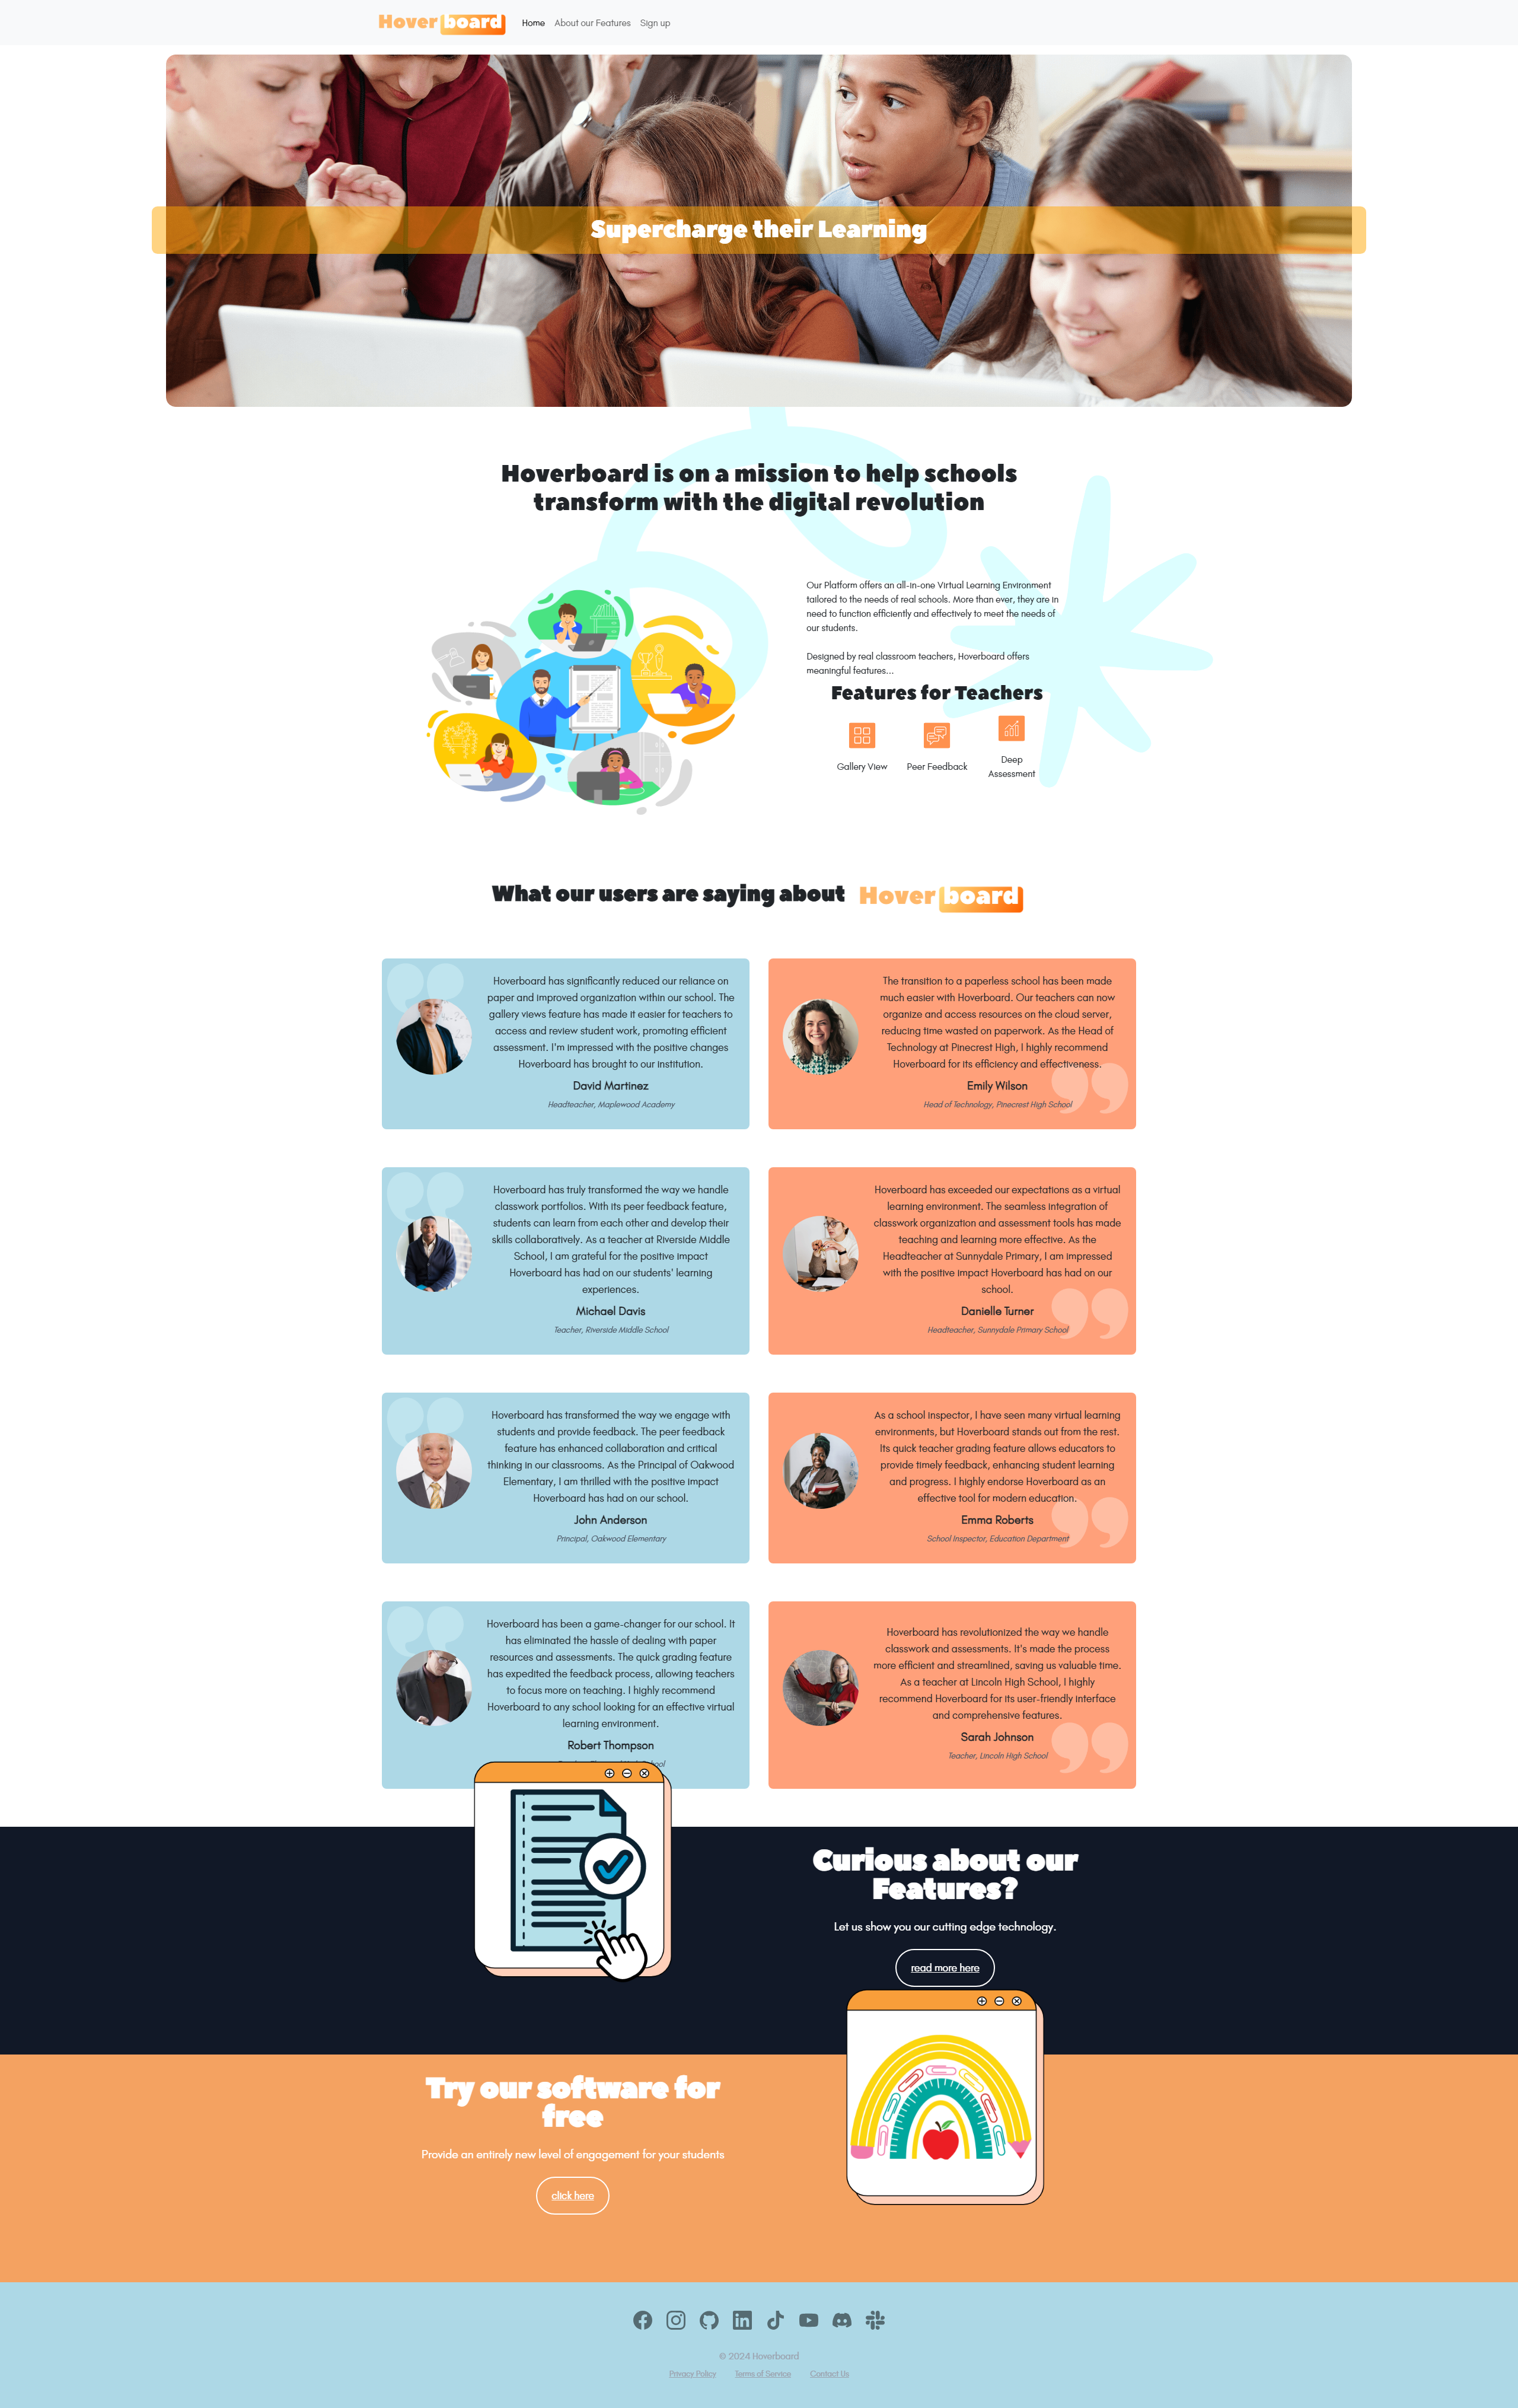 Hoverboard
Home
About our Features
Sign up
Supercharge their Learning
Hoverboard is on a mission to help schools
transform with the digital revolution
Our Platform offers an all-in-one Virtual Learning Environment
tailored to the needs of real schools. More than ever, they are in
need to function efficiently and effectively to meet the needs of
our students.
Designed by real classroom teachers, Hoverboard offers
meaningful features...
Features for Teachers
Gallery View
Peer Feedback
Deep
Assessment
What our users are saying about Hoverboard
Hoverboard has significantly reduced our reliance on
paper and improved organization within our school. The
gallery views feature has made it easier for teachers to
access and review student work, promoting efficient
assessment. I'm impressed with the positive changes
Hoverboard has brought to our institution.
David Martinez
Headteacher, Maplewood Academy
The transition to a paperless school has been made
much easier with Hoverboard. Our teachers can now
organize and access resources on the cloud server,
reducing time wasted on paperwork. As the Head of
Technology at Pinecrest High, I highly recommend
Hoverboard for its efficiency and effectiveness.
Emily Wilson
Head of Technology, Pinecrest High School
Hoverboard has truly transformed the way we handle
classwork portfolios. With its peer feedback feature,
students can learn from each other and develop their
skills collaboratively. As a teacher at Riverside Middle
School, I am grateful for the positive impact
Hoverboard has had on our students' learning
experiences.
Michael Davis
Teacher, Riverside Middle School
Hoverboard has exceeded our expectations as a virtual
learning environment. The seamless integration of
classwork organization and assessment tools has made
teaching and learning more effective. As the
Headteacher at Sunnydale Primary, I am impressed
with the positive impact Hoverboard has had on our
school.
Danielle Turner
Headteacher, Sunnydale Primary School
Hoverboard has transformed the way we engage with
students and provide feedback. The peer feedback
feature has enhanced collaboration and critical
thinking in our classrooms. As the Principal of Oakwood
Elementary, I am thrilled with the positive impact
Hoverboard has had on our school.
John Anderson
Principal, Oakwood Elementary
As a school inspector, I have seen many virtual learning
environments, but Hoverboard stands out from the rest.
Its quick teacher grading feature allows educators to
provide timely feedback, enhancing student learning
and progress. I highly endorse Hoverboard as an
effective tool for modern education.
Emma Roberts
School Inspector, Education Department
Hoverboard has been a game-changer for our school. It
has eliminated the hassle of dealing with paper
resources and assessments. The quick grading feature
has expedited the feedback process, allowing teachers
to focus more on teaching. I highly recommend
Hoverboard to any school looking for an effective virtual
learning environment.
Robert Thompson
Hoverboard has revolutionized the way we handle
classwork and assessments. It's made the process
more efficient and streamlined, saving us valuable time.
As a teacher at Lincoln High School, I highly
recommend Hoverboard for its user-friendly interface
and comprehensive features.
Sarah Johnson
Teacher, Lincoln High School
Curious about our
Features?
Let us show you our cutting edge technology.
read more here
Try our software for
free
Provide an entirely new level of engagement for your students
click here
© 2024 Hoverboard
Privacy Policy
Terms of Service
Contact Us